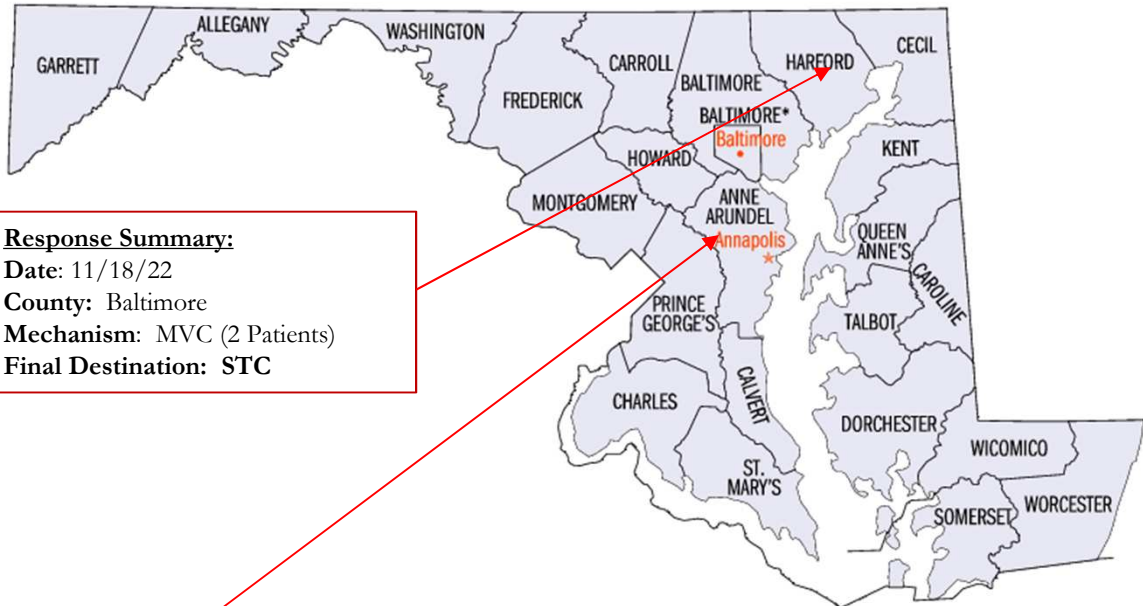 ALLEGANY
WASHINGTON
CECIL
GARRETT
CARROLL
HARFORD
BALTIMORE
FREDERICK
BALTIMORE*
Baltimore
HOWARD
KENT
MONTGOMERY
ANNE
ARUNDEL
Annapolis
QUEEN
ANNE'S
CAROLINE
Response Summary:
Date: 11/18/22
County: Baltimore
Mechanism: MVC (2 Patients)
Final Destination: STC
PRINCE
GEORGE'S
TALBOT
CALVERT
CHARLES
DORCHESTER
WICOMICO
ST.
MARY'S
SOMERSET
WORCESTER